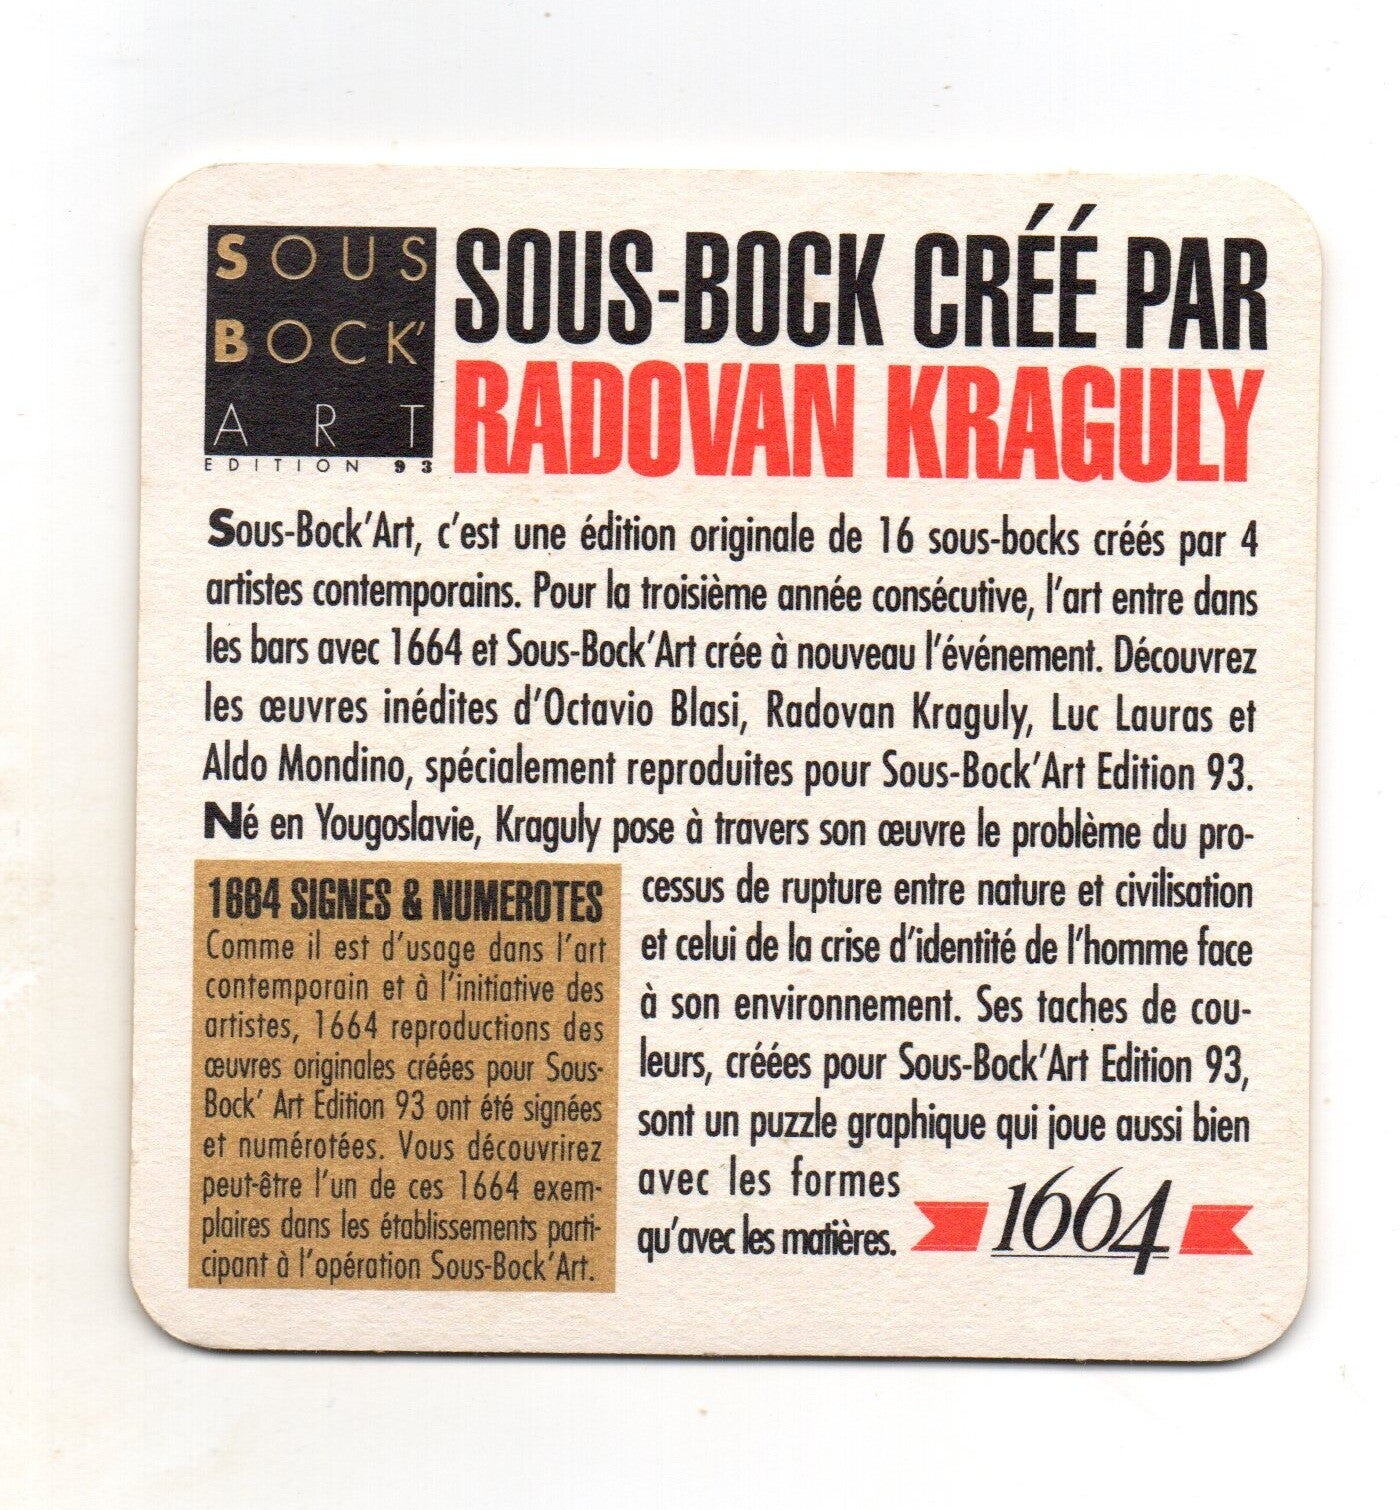 SOUS
BOCK'
ART
EDITION 93
SOUS-BOCK CRÉÉ PAR
RADOVAN KRAGULY
Sous-Bock'Art, c'est une édition originale de 16 sous-bocks créés par 4
artistes contemporains. Pour la troisième année consécutive, l'art entre dans
les bars avec 1664 et Sous-Bock'Art crée à nouveau l'événement. Découvrez
les œuvres inédites d'Octavio Blasi, Radovan Kraguly, Luc Lauras et
Aldo Mondino, spécialement reproduites pour Sous-Bock'Art Edition 93.
Né en Yougoslavie, Kraguly pose à travers son œuvre le problème du pro-
cessus de rupture entre nature et civilisation
et celui de la crise d'identité de l'homme face
à son environnement. Ses taches de cou-
leurs, créées pour Sous-Bock'Art Edition 93,
sont un puzzle graphique qui joue aussi bien
avec les formes
qu'avec les matières.
1664 SIGNES & NUMEROTES
Comme il est d'usage dans l'art
contemporain et à l'initiative des
artistes, 1664 reproductions des
œuvres originales créées pour Sous-
Bock' Art Edition 93 ont été signées
et numérotées. Vous découvrirez
peut-être l'un de ces 1664 exem-
plaires dans les établissements parti-
cipant à l'opération Sous-Bock'Art.
1664